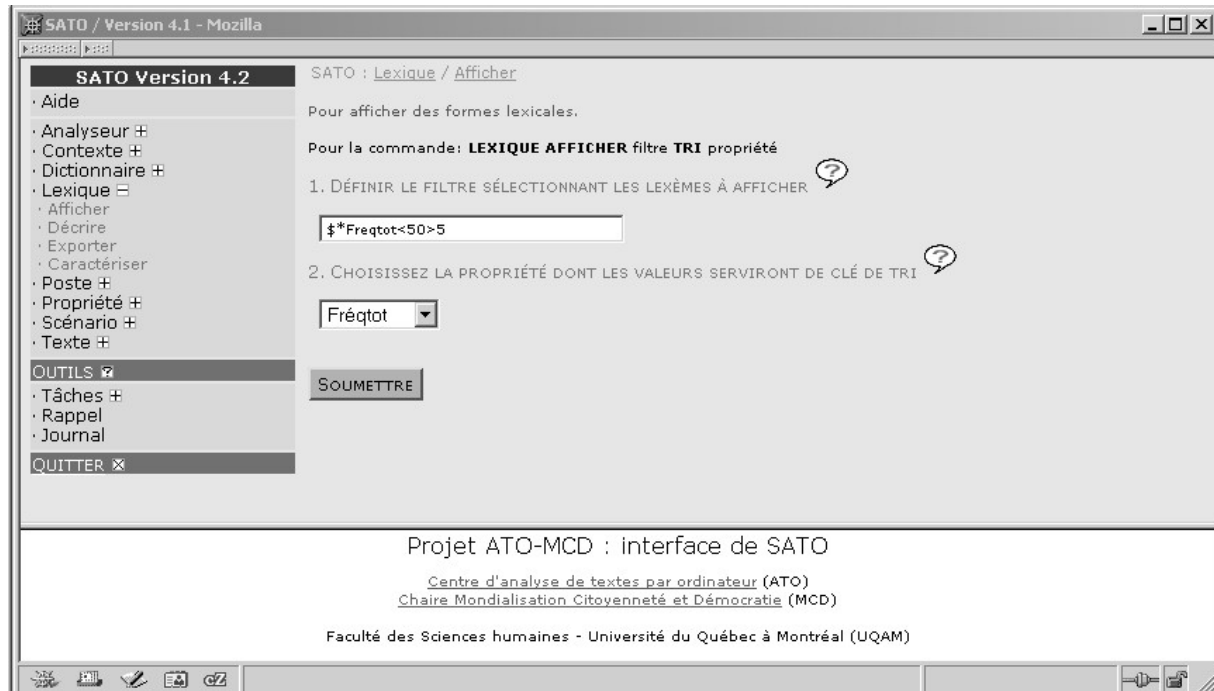 SATO / Version 4.1 - Mozilla
SATO Version 4.2
· Aide
· Analyseur
· Contexte
· Dictionnaire
· Lexique
· Afficher
· Décrire
· Exporter
· Caractériser
· Poste
· Propriété
· Scénario
· Texte
OUTILS
· Tâches
· Rappel
· Journal
QUITTER
SATO : Lexique / Afficher
Pour afficher des formes lexicales.
Pour la commande: LEXIQUE AFFICHER filtre TRI propriété
1. DÉFINIR LE FILTRE SÉLECTIONNANT LES LEXÈMES À AFFICHER
$*Freqtot<50>5
2. CHOISISSEZ LA PROPRIÉTÉ DONT LES VALEURS SERVIRONT DE CLÉ DE TRI
Fréqtot
SOUMETTRE
Projet ATO-MCD : interface de SATO
Centre d'analyse de textes par ordinateur (ATO)
Chaire Mondialisation Citoyenneté et Démocratie (MCD)
Faculté des Sciences humaines - Université du Québec à Montréal (UQAM)